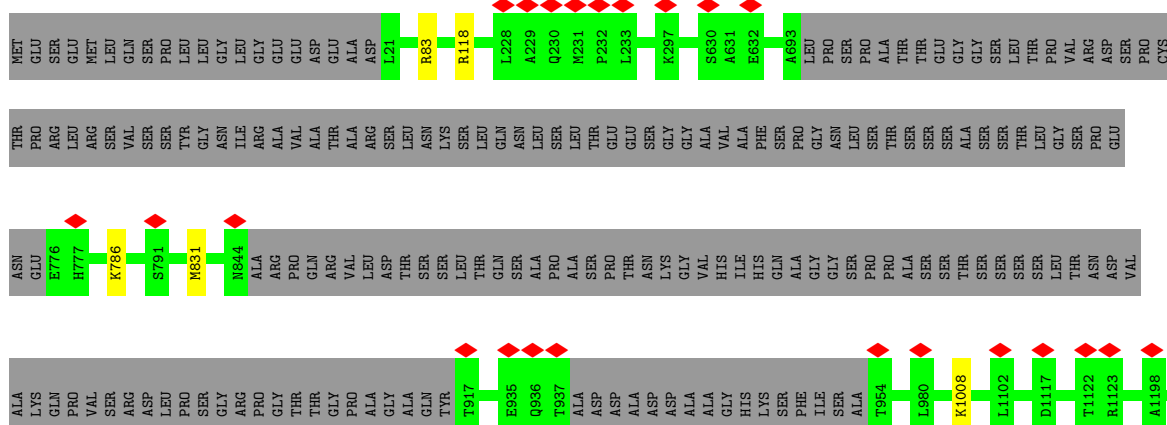 MET GLU SER GLU MET LEU GLN SER PRO LEU LEU GLY LEU GLY GLU GLU ASP GLU ALA ASP L21 R83 R118 L228 A229 Q230 M231 P232 L233 K297 S630 A631 E632 A693 LEU PRO SER PRO ALA THR THR GLU GLY GLY SER LEU THR PRO VAL ARG ASP SER PRO CYS
THR PRO ARG LEU ARG SER VAL SER SER TYR GLY ASN ILE ARG ALA VAL ALA THR ALA ARG SER LEU ASN LYS SER LEU GLN ASN LEU SER LEU THR GLU GLU SER GLY GLY ALA VAL ALA PHE SER PRO GLY ASN LEU SER THR SER SER SER ALA SER SER THR LEU GLY SER PRO GLU
ASN GLU E776 H777 K786 S791 M831 N844 ALA ARG PRO GLN ARG VAL LEU ASP THR SER SER LEU THR GLN SER ALA PRO ALA SER PRO THR ASN LYS GLY VAL HIS ILE HIS GLN ALA GLY GLY SER PRO PRO ALA SER SER THR SER SER SER SER LEU THR ASN ASP VAL
ALA LYS GLN PRO VAL SER ARG ASP LEU PRO SER GLY ARG PRO GLY THR THR GLY PRO ALA GLY ALA GLN TYR T917 E935 Q936 T937 ALA ASP ASP ALA ASP ASP ALA ALA GLY HIS LYS SER PHE ILE SER ALA T954 L980 K1008 L1102 D1117 T1122 R1123 A1198